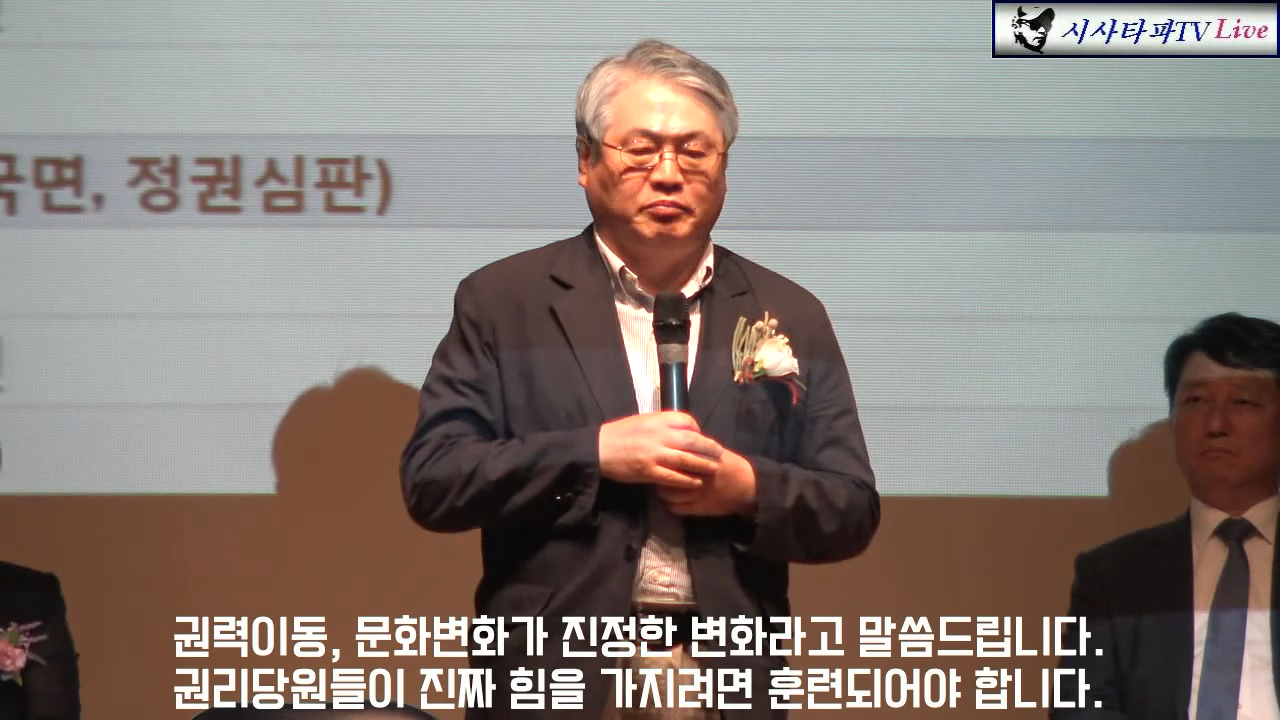 시사타파TV Live
국면, 정권심판)
권력이동, 문화변화가 진정한 변화라고 말씀드립니다.
권리당원들이 진짜 힘을 가지려면 훈련되어야 합니다.